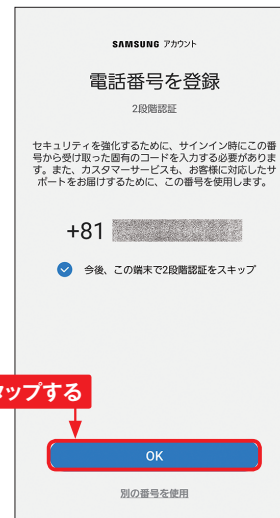 SAMSUNG アカウント
電話番号を登録
2段階認証
セキュリティを強化するために、サインイン時にこの番
号から受け取った固有のコードを入力する必要がありま
す。また、カスタマーサービスも、お客様に対応したサ
ポートをお届けするために、この番号を使用します。
+81
今後、この端末で2段階認証をスキップ
タップする
OK
別の番号を使用